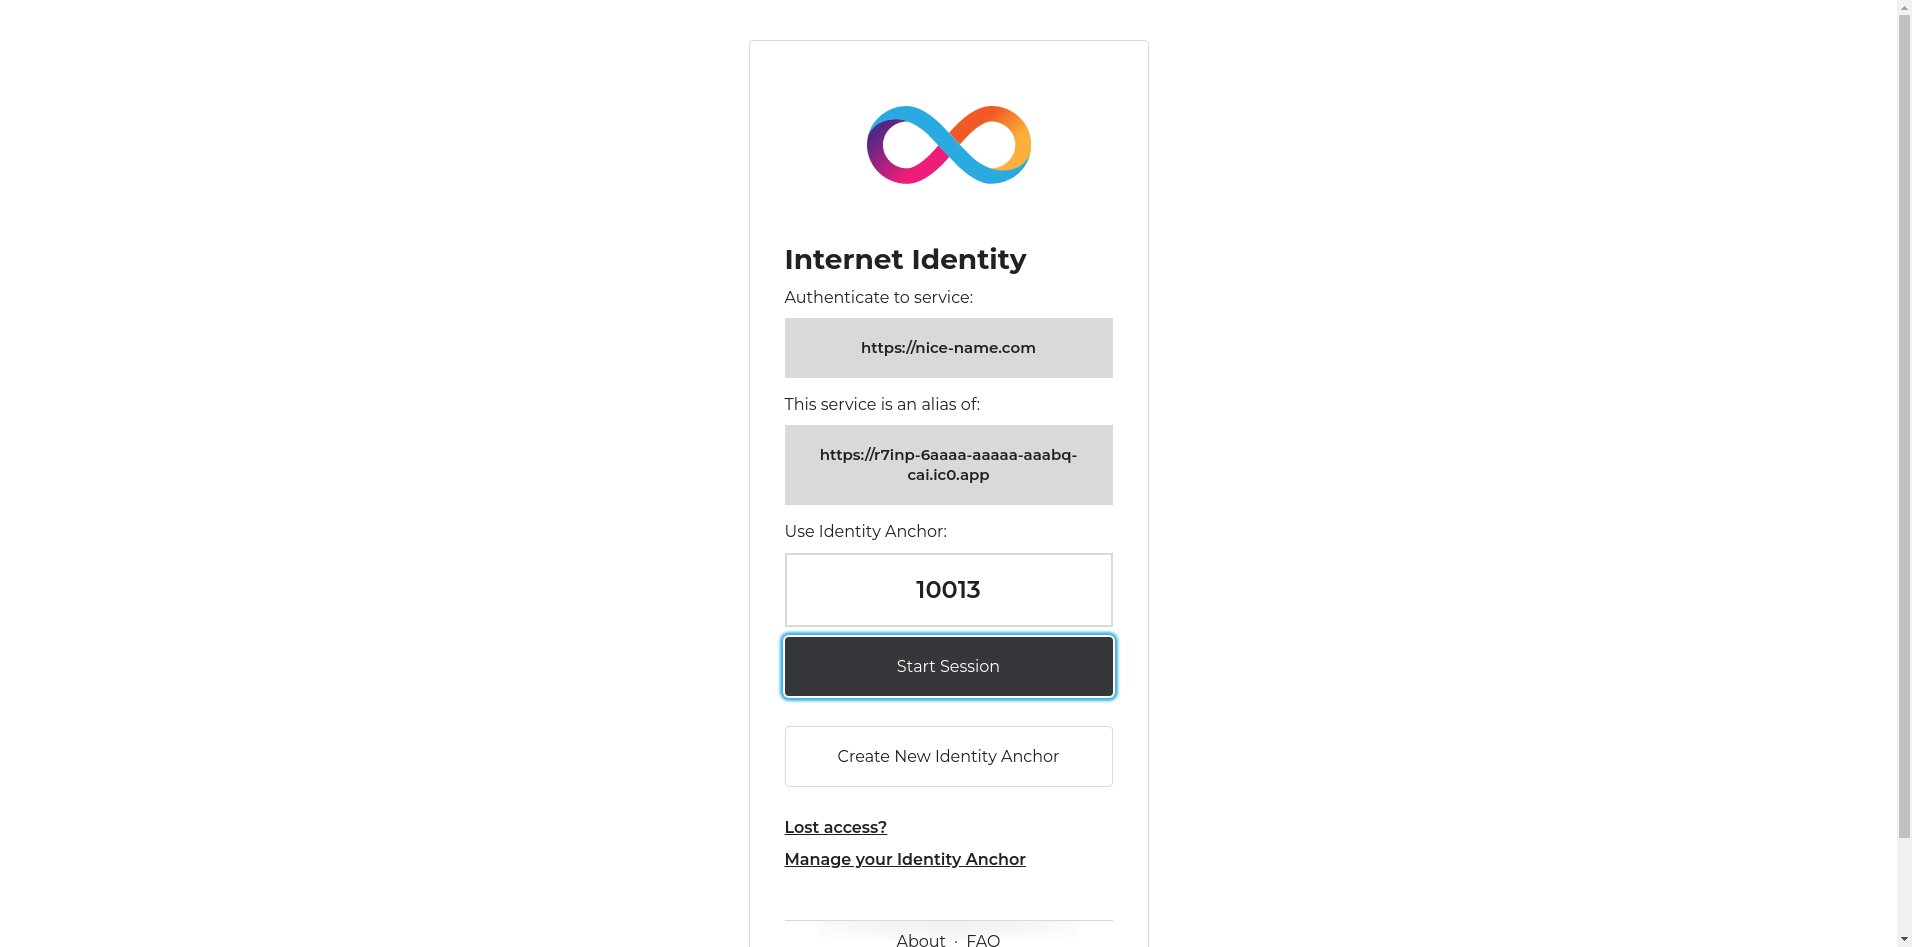 Internet Identity
Authenticate to service:
https://nice-name.com
This service is an alias of:
https://r7inp-6aaaa-aaaaa-aaabq-
cai.ic0.app
Use Identity Anchor:
10013
Start Session
Create New Identity Anchor
Lost access?
Manage your Identity Anchor
About · FAQ